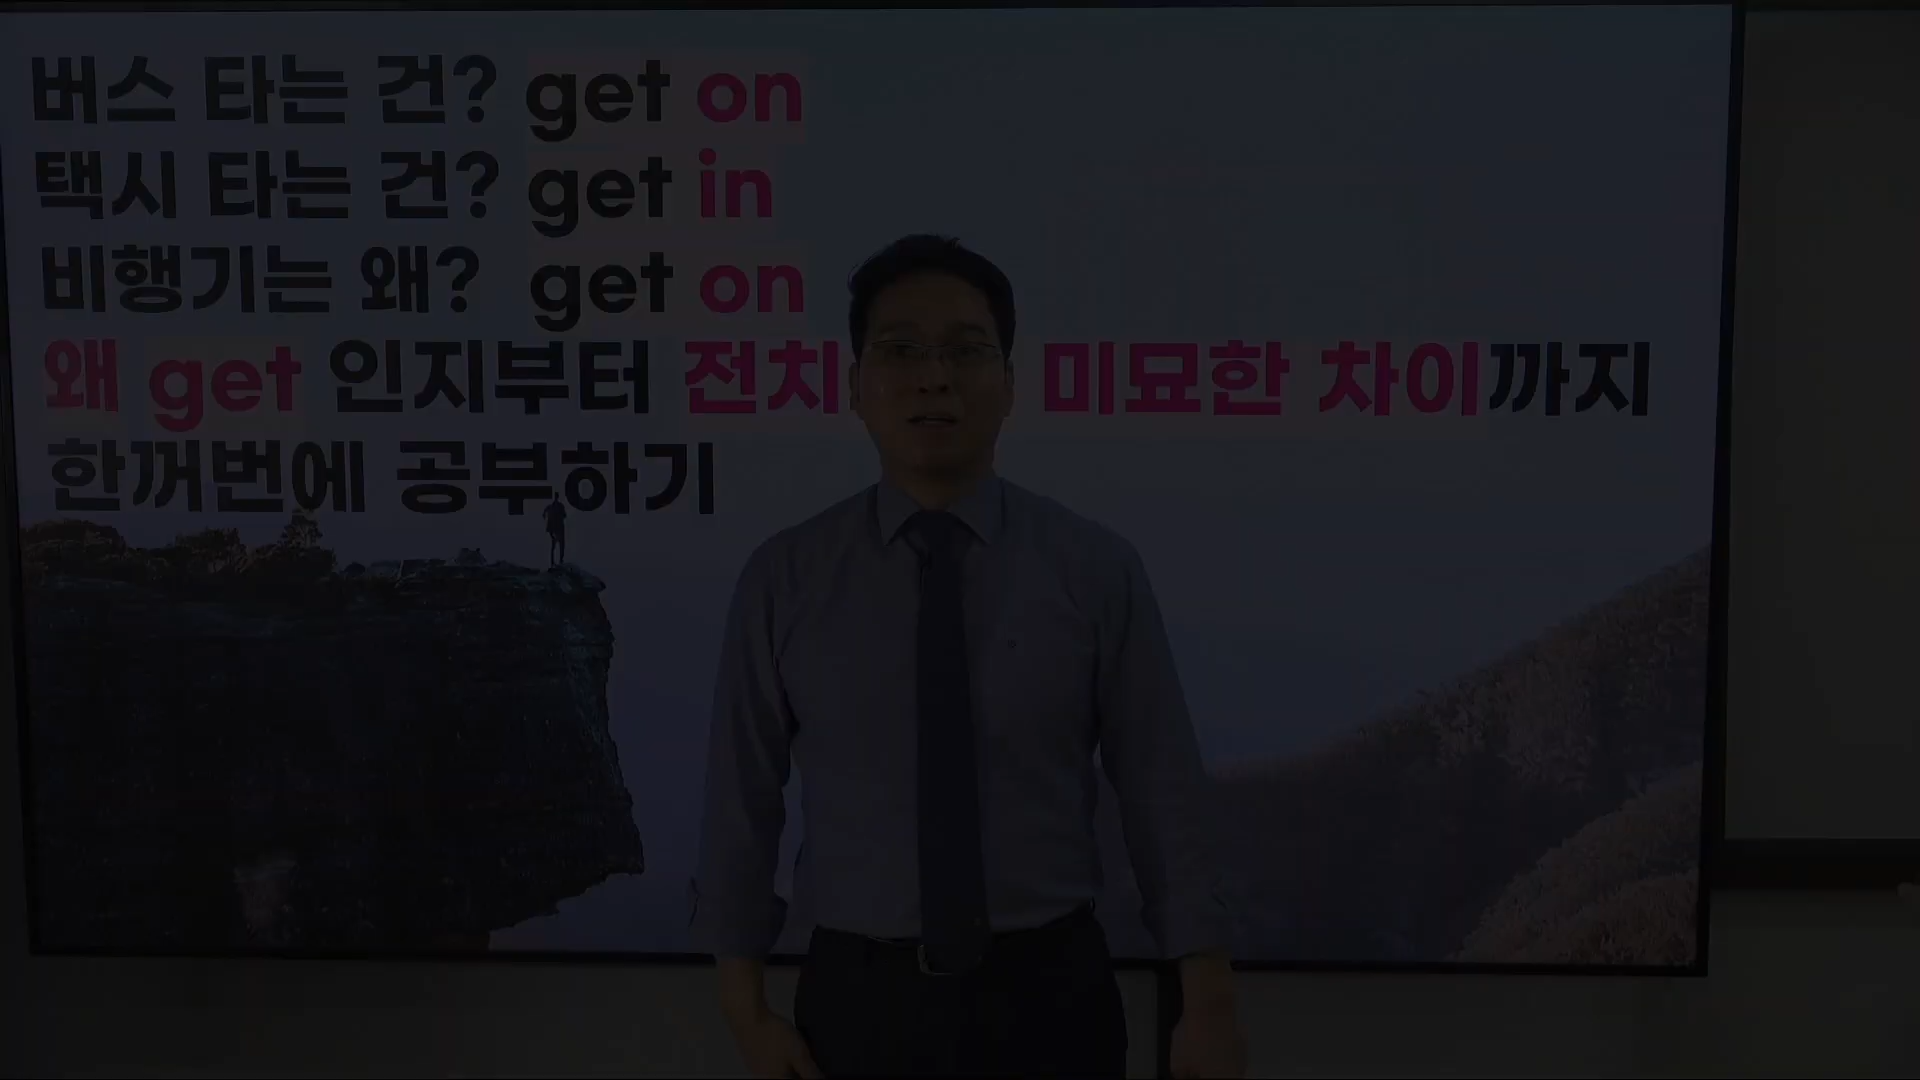 버스 타는 건? get on
택시 타는 건? get in
비행기는 왜? get on
왜 get 인지부터 전치 미묘한 차이까지
한꺼번에 공부하기